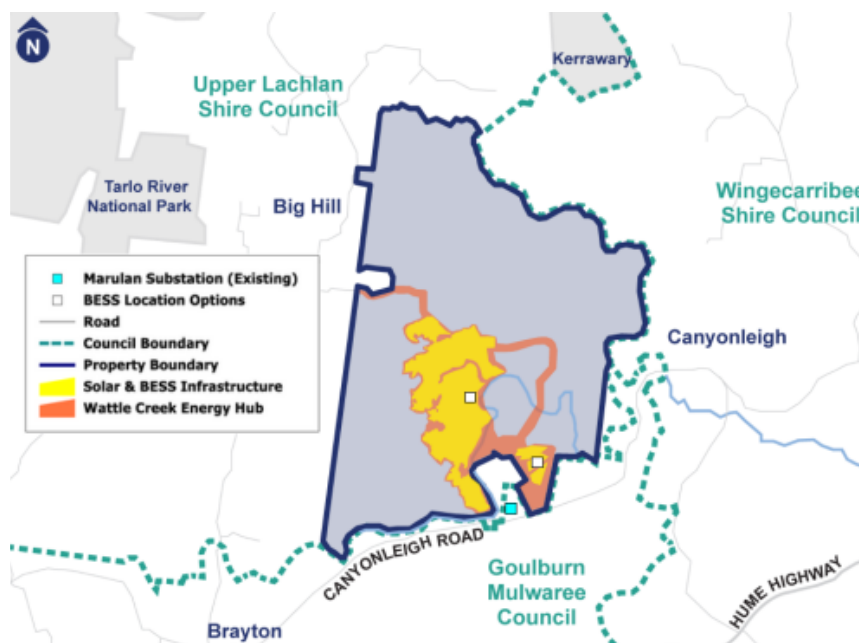 N
Kerrawary
Upper Lachlan
Shire Council
Tarlo River
National Park
Big Hill
Wingecarribee
Shire Council
Marulan Substation (Existing)
BESS Location Options
Road
Council Boundary
Property Boundary
Solar & BESS Infrastructure
Wattle Creek Energy Hub
Canyonleigh
CANYONLEIGH ROAD
Goulburn
Mulwaree
Council
HUME HIGHWAY
Brayton